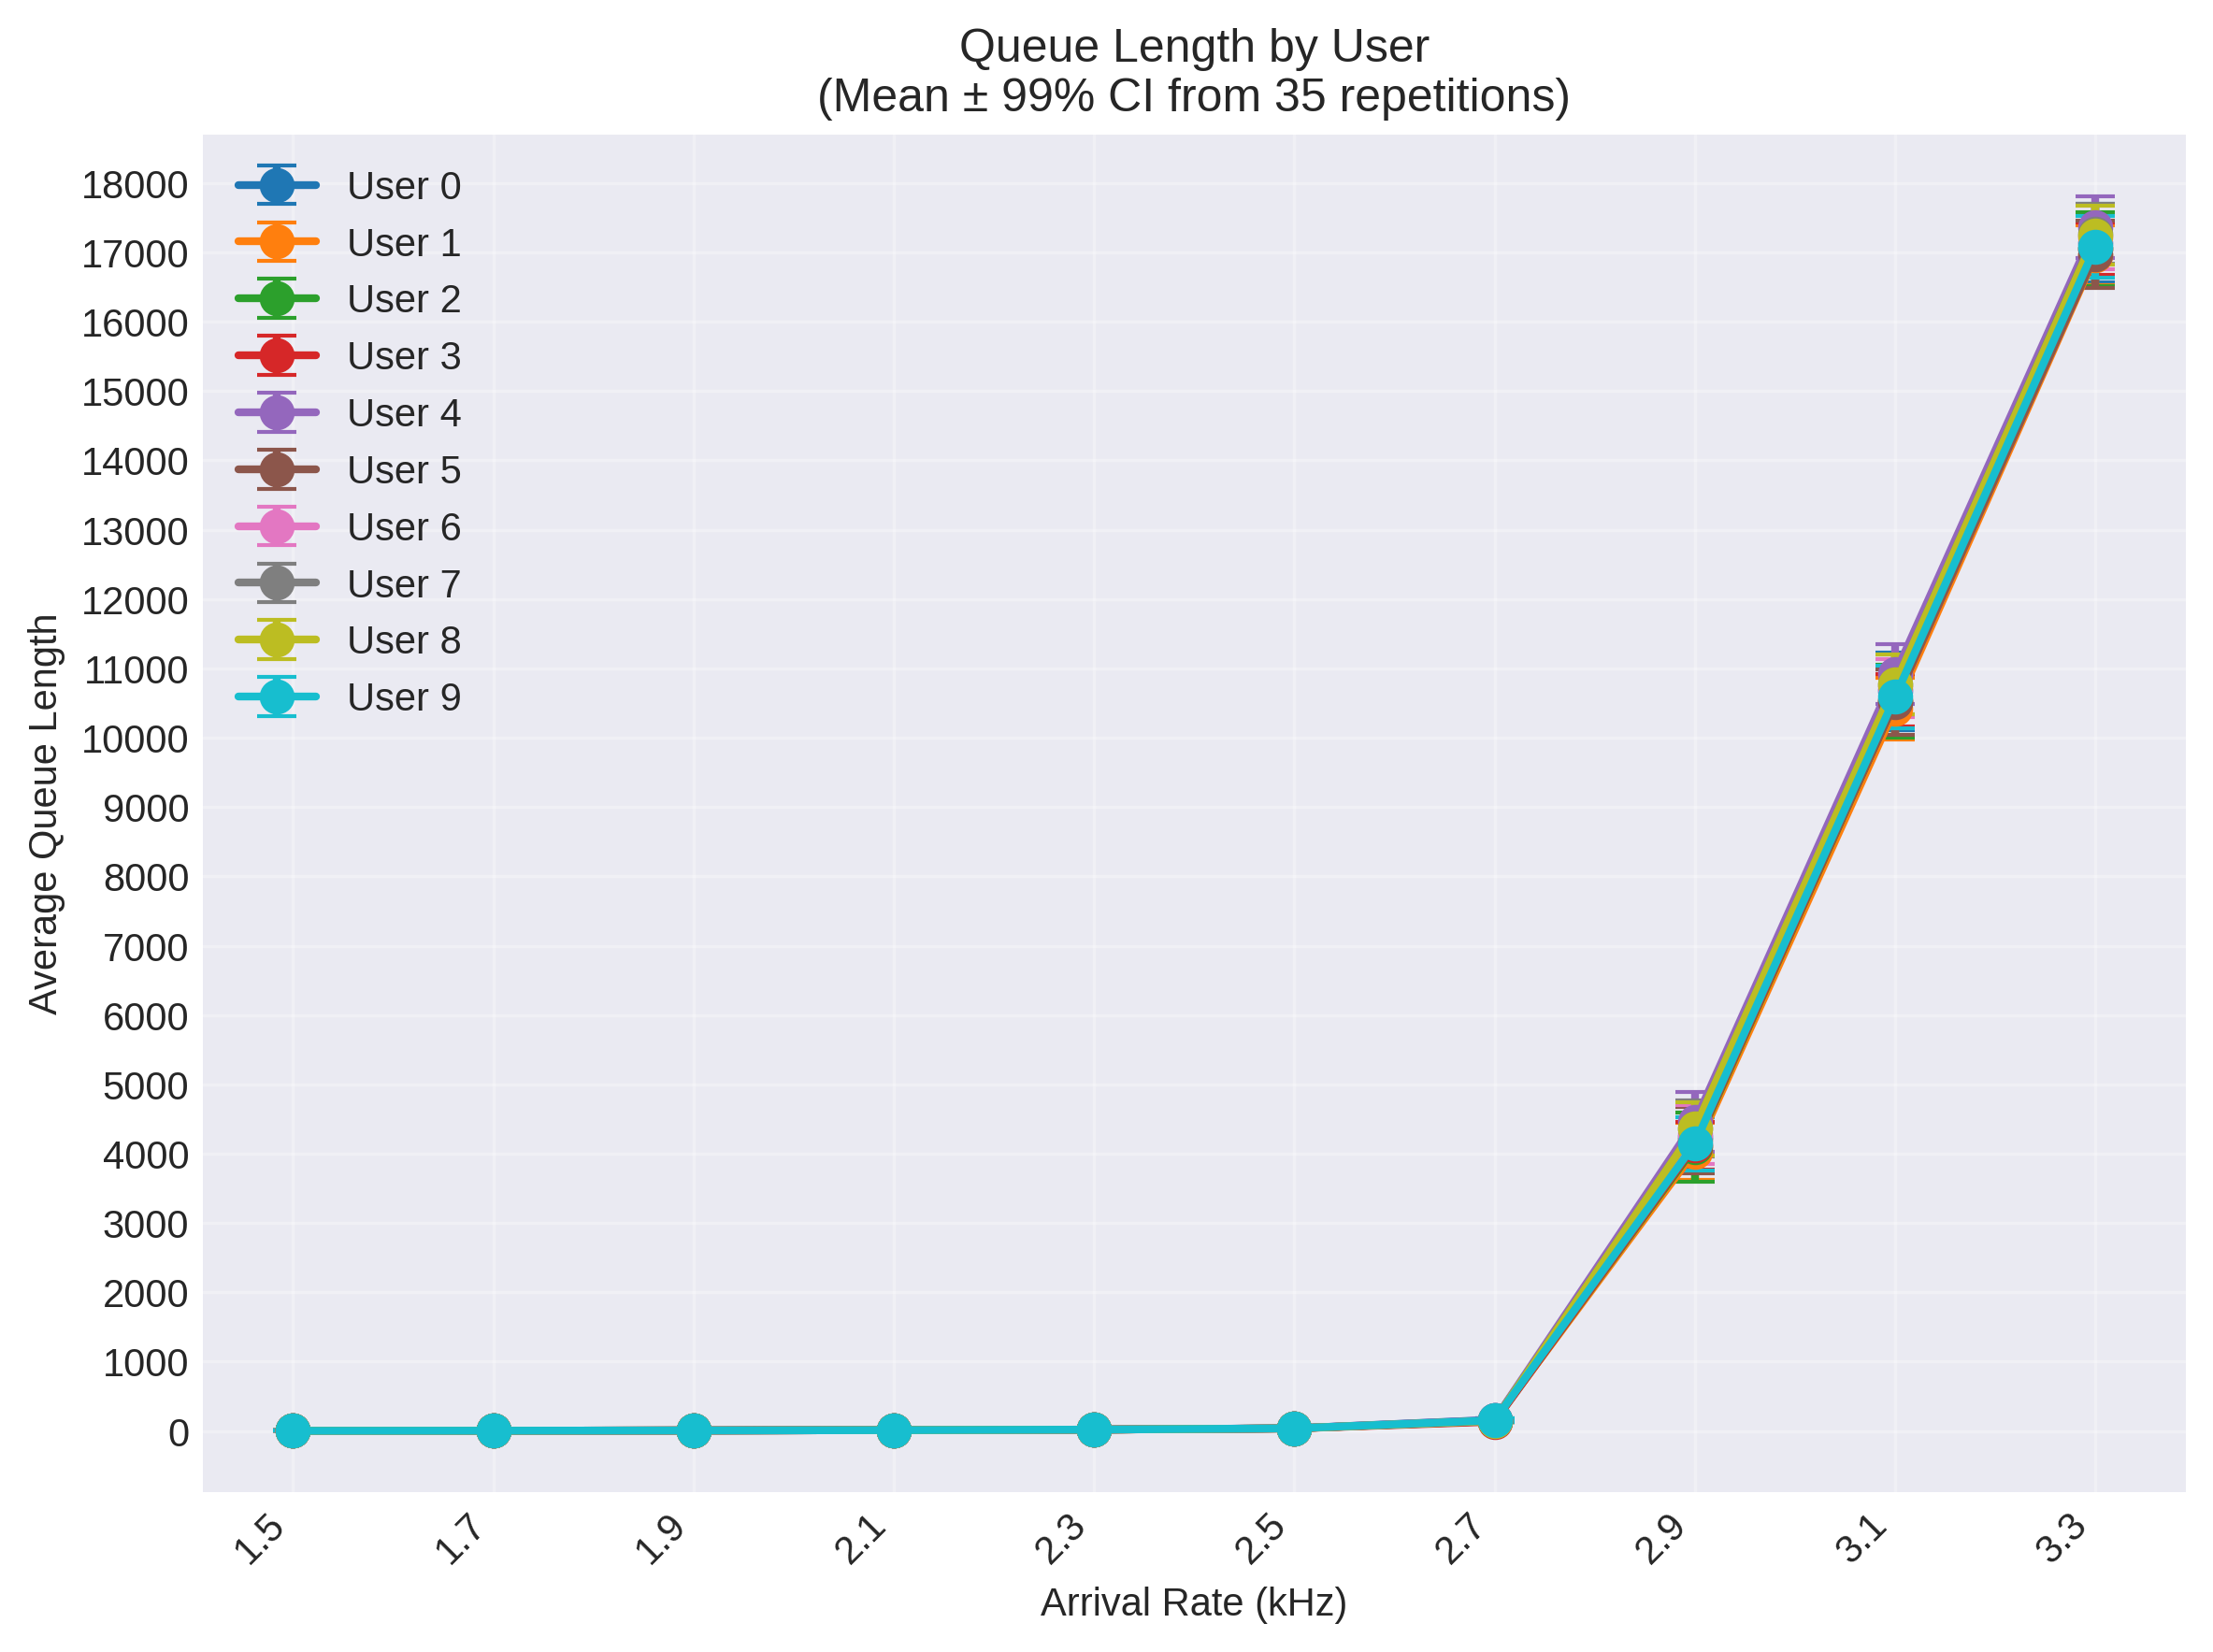 Queue Length by User
(Mean ± 99% CI from 35 repetitions)
User 0
User 1
User 2
User 3
User 4
User 5
User 6
User 7
User 8
User 9
Average Queue Length
18000
17000
16000
15000
14000
13000
12000
11000
10000
9000
8000
7000
6000
5000
4000
3000
2000
1000
0
1.5
1.7
1.9
2.1
2.3
2.5
2.7
2.9
3.1
3.3
Arrival Rate (kHz)